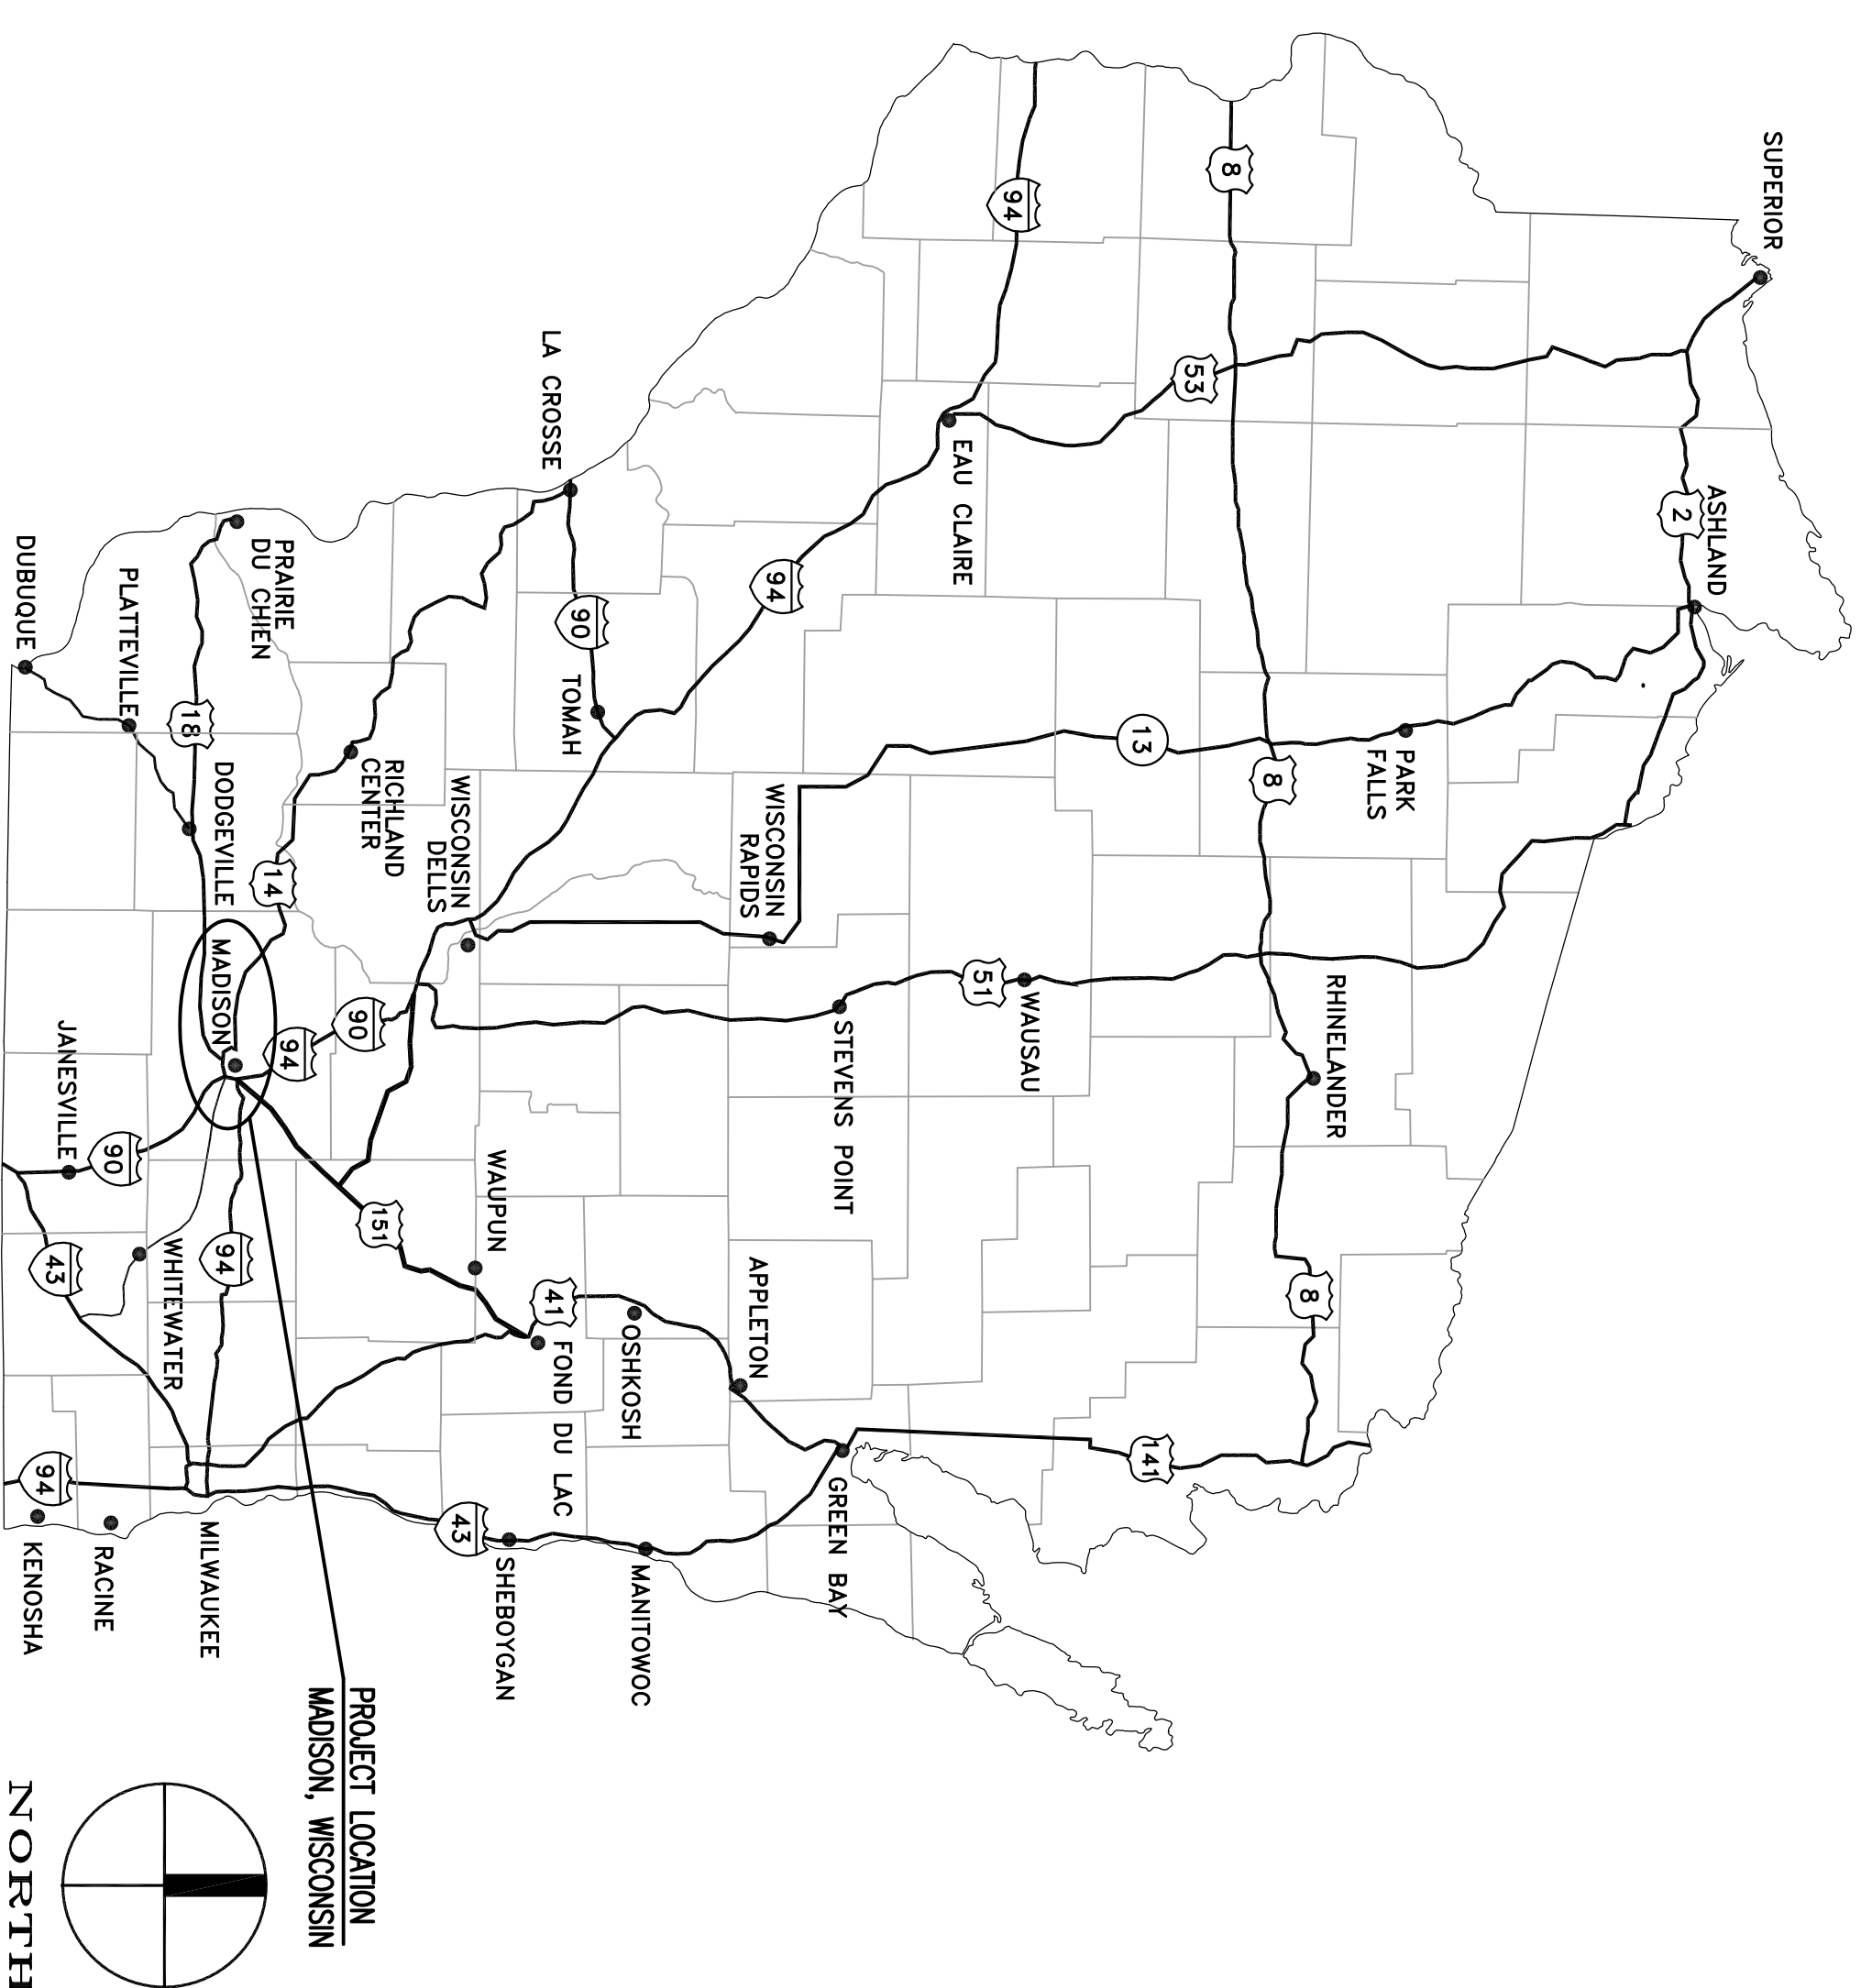 SUPERIOR
ASHLAND
2
53
8
8
8
PARK
FALLS
13
RHINELANDER
141
94
EAU CLAIRE
94
51
WAUSAU
STEVENS POINT
WISCONSIN
RAPIDS
GREEN BAY
APPLETON
OSHKOSH
MANITOWOC
41
FOND DU LAC
WAUPUN
SHEBOYGAN
43
LA CROSSE
90
TOMAH
WISCONSIN
DELLS
RICHLAND
CENTER
90
94
151
PRAIRIE
DU CHIEN
14
18
DODGEVILLE
MADISON
94
WHITEWATER
MILWAUKEE
PLATTEVILLE
DUBUQUE
JANESVILLE
90
43
94
RACINE
KENOSHA
PROJECT LOCATION
MADISON, WISCONSIN
NORTH